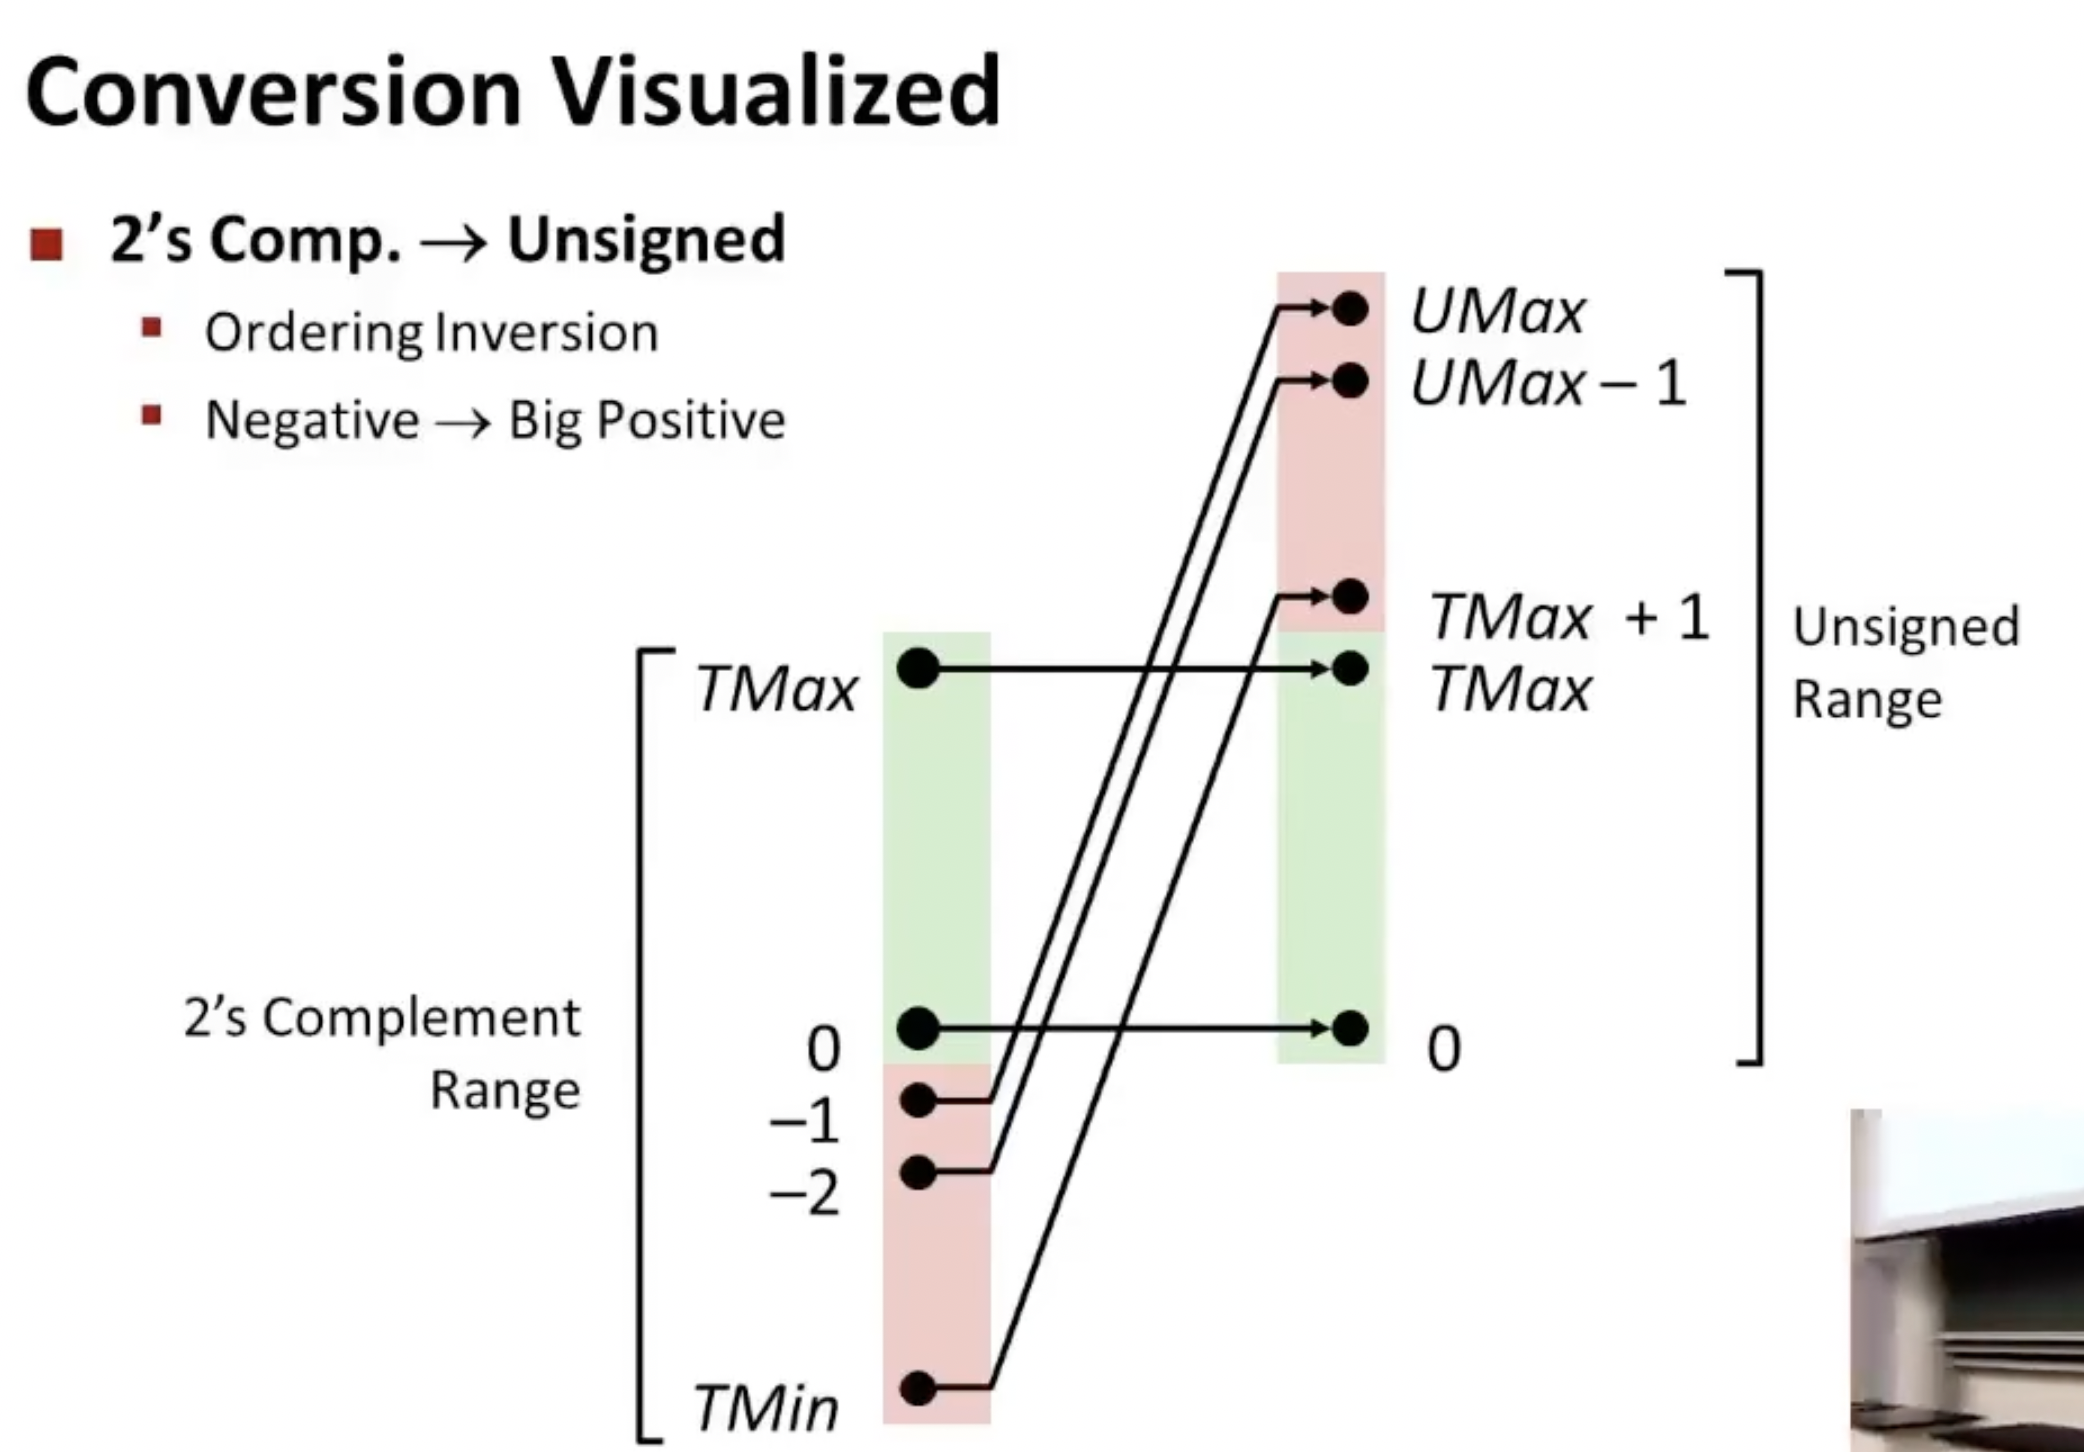 Conversion Visualized
2’s Comp. → Unsigned
Ordering Inversion
Negative → Big Positive
UMax
UMax – 1
TMax + 1
TMax
0
Unsigned
Range
TMax
0
–1
–2
TMin
2’s Complement
Range